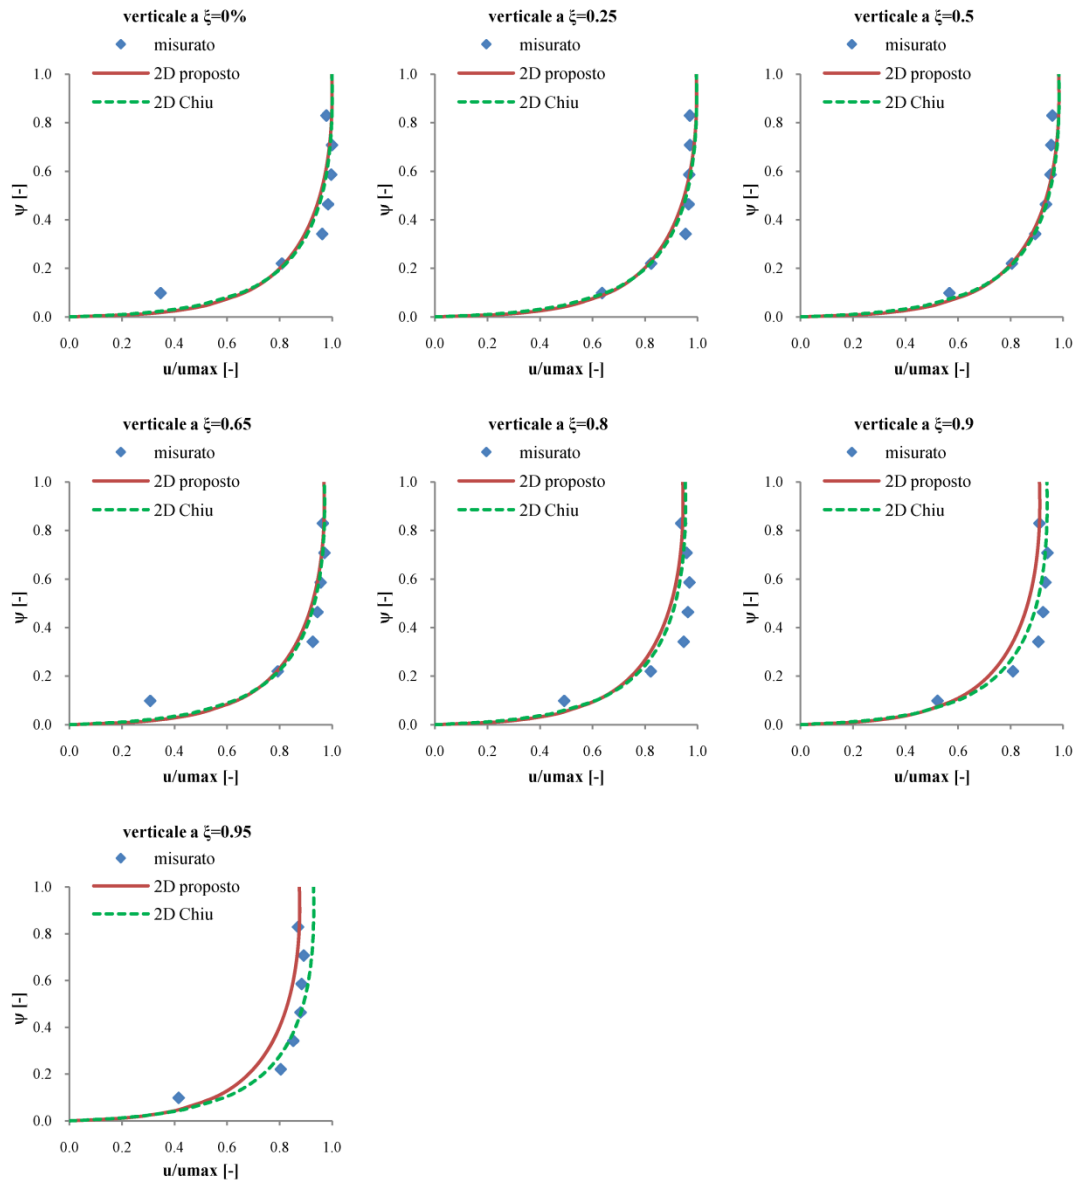 verticale a ξ=0%
misurato
2D proposto
2D Chiu
1.0
0.8
0.6
0.4
0.2
0.0
ψ [-]
0.0 0.2 0.4 0.6 0.8 1.0
u/umax [-]
verticale a ξ=0.25
misurato
2D proposto
2D Chiu
1.0
0.8
0.6
0.4
0.2
0.0
ψ [-]
0.0 0.2 0.4 0.6 0.8 1.0
u/umax [-]
verticale a ξ=0.5
misurato
2D proposto
2D Chiu
1.0
0.8
0.6
0.4
0.2
0.0
ψ [-]
0.0 0.2 0.4 0.6 0.8 1.0
u/umax [-]
verticale a ξ=0.65
misurato
2D proposto
2D Chiu
1.0
0.8
0.6
0.4
0.2
0.0
ψ [-]
0.0 0.2 0.4 0.6 0.8 1.0
u/umax [-]
verticale a ξ=0.8
misurato
2D proposto
2D Chiu
1.0
0.8
0.6
0.4
0.2
0.0
ψ [-]
0.0 0.2 0.4 0.6 0.8 1.0
u/umax [-]
verticale a ξ=0.9
misurato
2D proposto
2D Chiu
1.0
0.8
0.6
0.4
0.2
0.0
ψ [-]
0.0 0.2 0.4 0.6 0.8 1.0
u/umax [-]
verticale a ξ=0.95
misurato
2D proposto
2D Chiu
1.0
0.8
0.6
0.4
0.2
0.0
ψ [-]
0.0 0.2 0.4 0.6 0.8 1.0
u/umax [-]